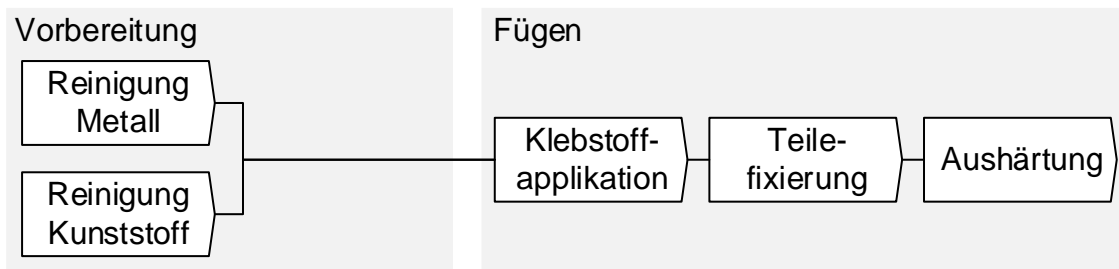 Vorbereitung
Reinigung
Metall
Reinigung
Kunststoff
Fügen
Klebstoff-
applikation
Teile-
fixierung
Aushärtung